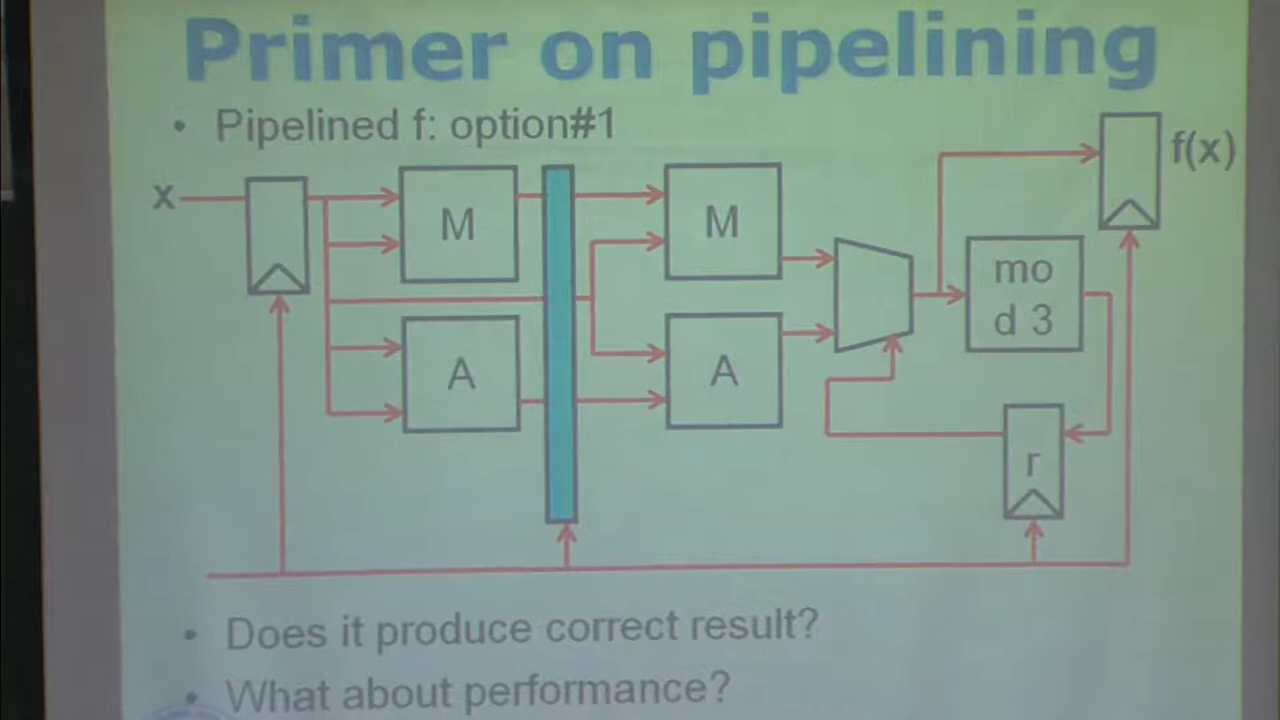 Primer on pipelining
• Pipelined f: option#1
x
f(x)
M
M
mo
d 3
A
A
r
• Does it produce correct result?
• What about performance?